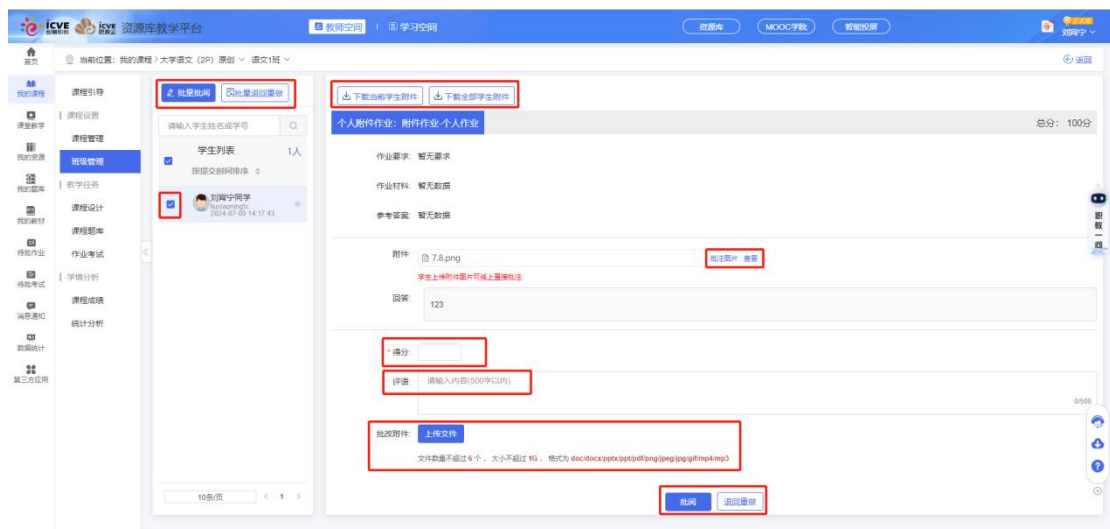 icve 智慧职教 icve 职教云 资源库教学平台 教师空间 学习空间 资源库 MOOC学院 智能投屏 正式版
刘宵宁
首页
当前位置：我的课程 > 大学语文（2P）原创 语文1班
返回
我的课程
课堂教学
我的资源
我的题库
我的教材
待批作业
待批考试
消息通知
数据统计
第三方应用
课程引导
课程设置
课程管理
班级管理
教学任务
课程设计
课程题库
作业考试
学情分析
课程成绩
统计分析
批量批阅 批量退回重做
请输入学生姓名或学号
学生列表 1人
按提交时间排序
刘宵宁同学
liuxiaoningtx
2024-07-09 14:17:43
10条/页 < 1 >
下载当前学生附件 下载全部学生附件
个人附件作业：附件作业-个人作业 总分：100分
作业要求: 暂无要求
作业材料: 暂无数据
参考答案: 暂无数据
附件: 7.8.png 批注图片 查看
学生上传附件图片可线上直接批注
回答: 123
* 得分:
评语: 请输入内容(500字以内)
0/500
批改附件: 上传文件
文件数量不超过 6 个 ，大小不超过 1G ，格式为 doc/docx/pptx/ppt/pdf/png/jpeg/jpg/gif/mp4/mp3
批阅 退回重做
职教一问